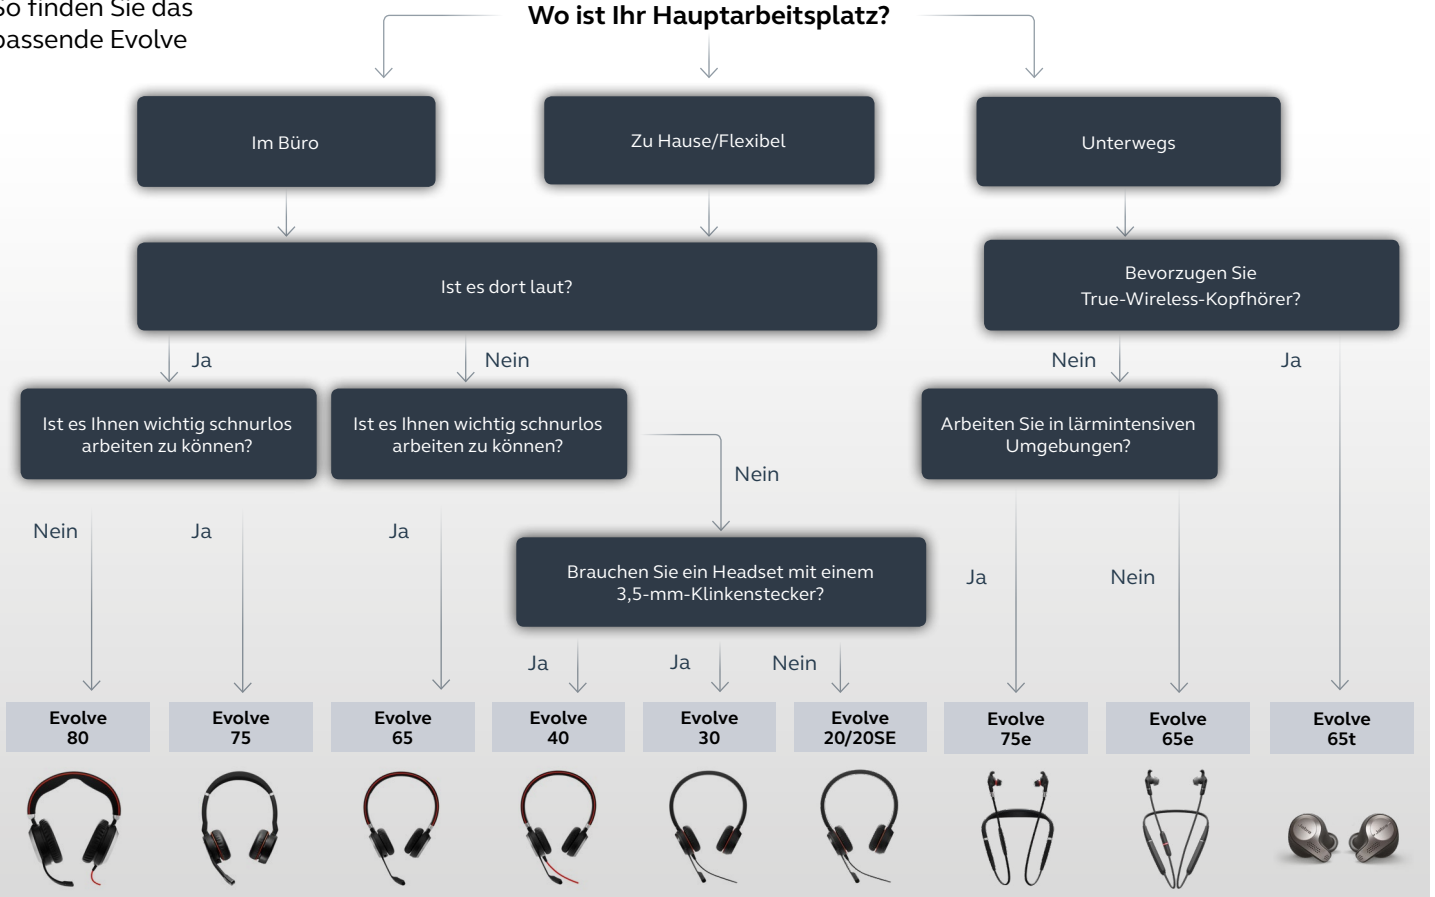 So finden Sie das
passende Evolve
Wo ist Ihr Hauptarbeitsplatz?
Im Büro
Zu Hause/Flexibel
Unterwegs
Ist es dort laut?
Bevorzugen Sie
True-Wireless-Kopfhörer?
Ja
Nein
Nein
Ja
Ist es Ihnen wichtig schnurlos
arbeiten zu können?
Ist es Ihnen wichtig schnurlos
arbeiten zu können?
Arbeiten Sie in lärmintensiven
Umgebungen?
Nein
Nein
Ja
Ja
Brauchen Sie ein Headset mit einem
3,5-mm-Klinkenstecker?
Ja
Nein
Ja
Ja
Nein
Evolve
80
Evolve
75
Evolve
65
Evolve
40
Evolve
30
Evolve
20/20SE
Evolve
75e
Evolve
65e
Evolve
65t